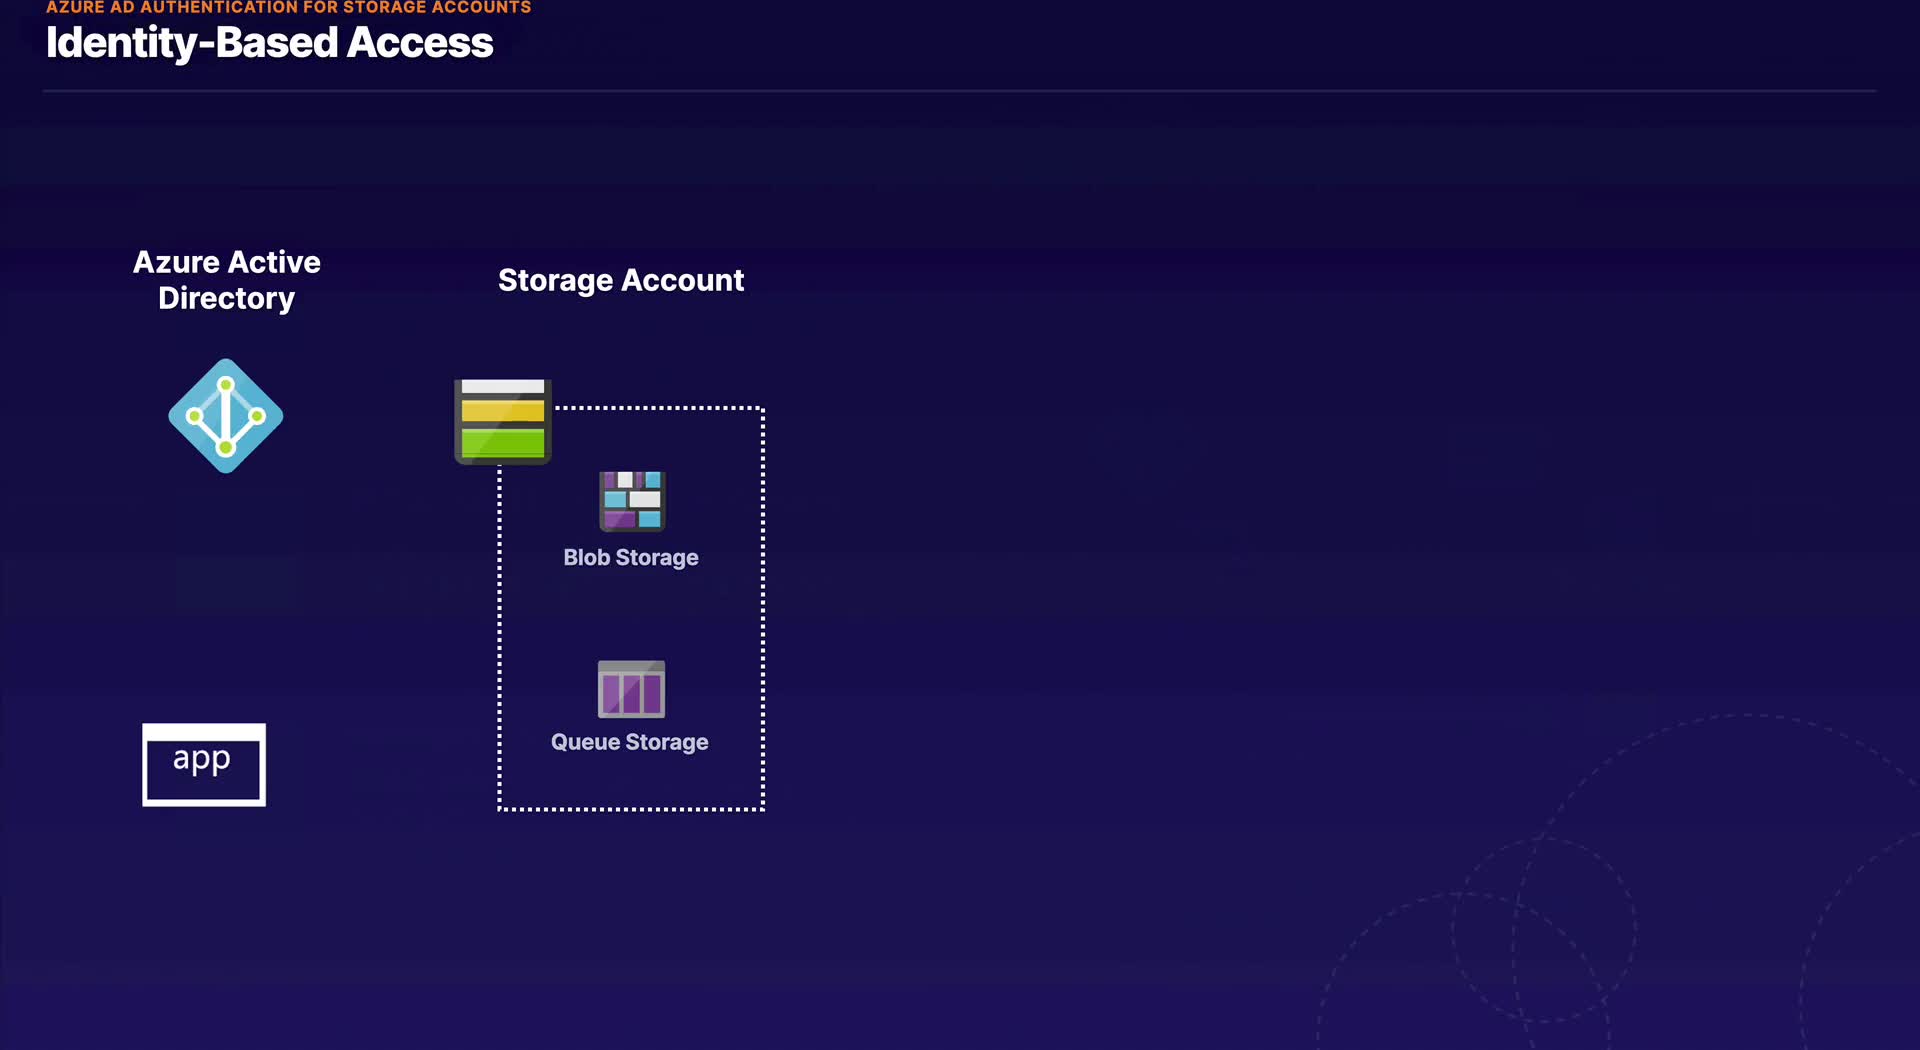 AZURE AD AUTHENTICATION FOR STORAGE ACCOUNTS
Identity-Based Access
Azure Active
Directory
Storage Account
Blob Storage
Queue Storage
app